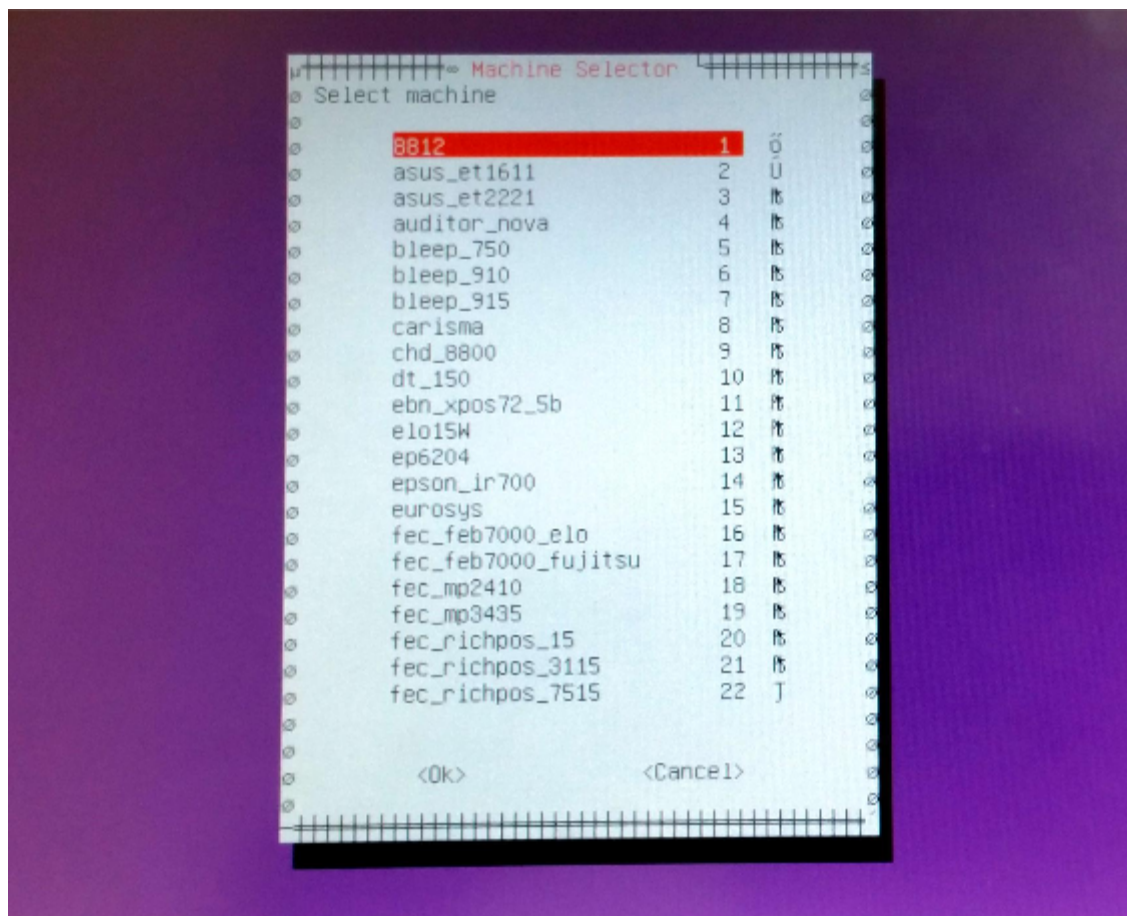 Machine Selector
Select machine
8812 1
asus_et1611 2
asus_et2221 3
auditor_nova 4
bleep_750 5
bleep_910 6
bleep_915 7
carisma 8
chd_8800 9
dt_150 10
ebn_xpos72_5b 11
elo15W 12
ep6204 13
epson_ir700 14
eurosys 15
fec_feb7000_elo 16
fec_feb7000_fujitsu 17
fec_mp2410 18
fec_mp3435 19
fec_richpos_15 20
fec_richpos_3115 21
fec_richpos_7515 22
<Ok> <Cancel>